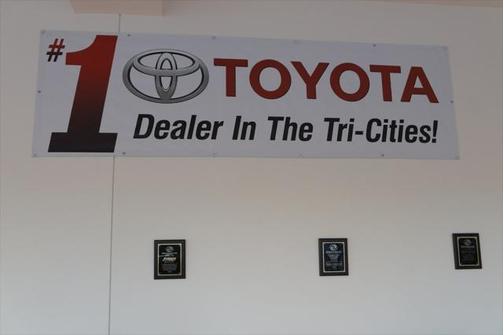 #1 TOYOTA
Dealer In The Tri-Cities!